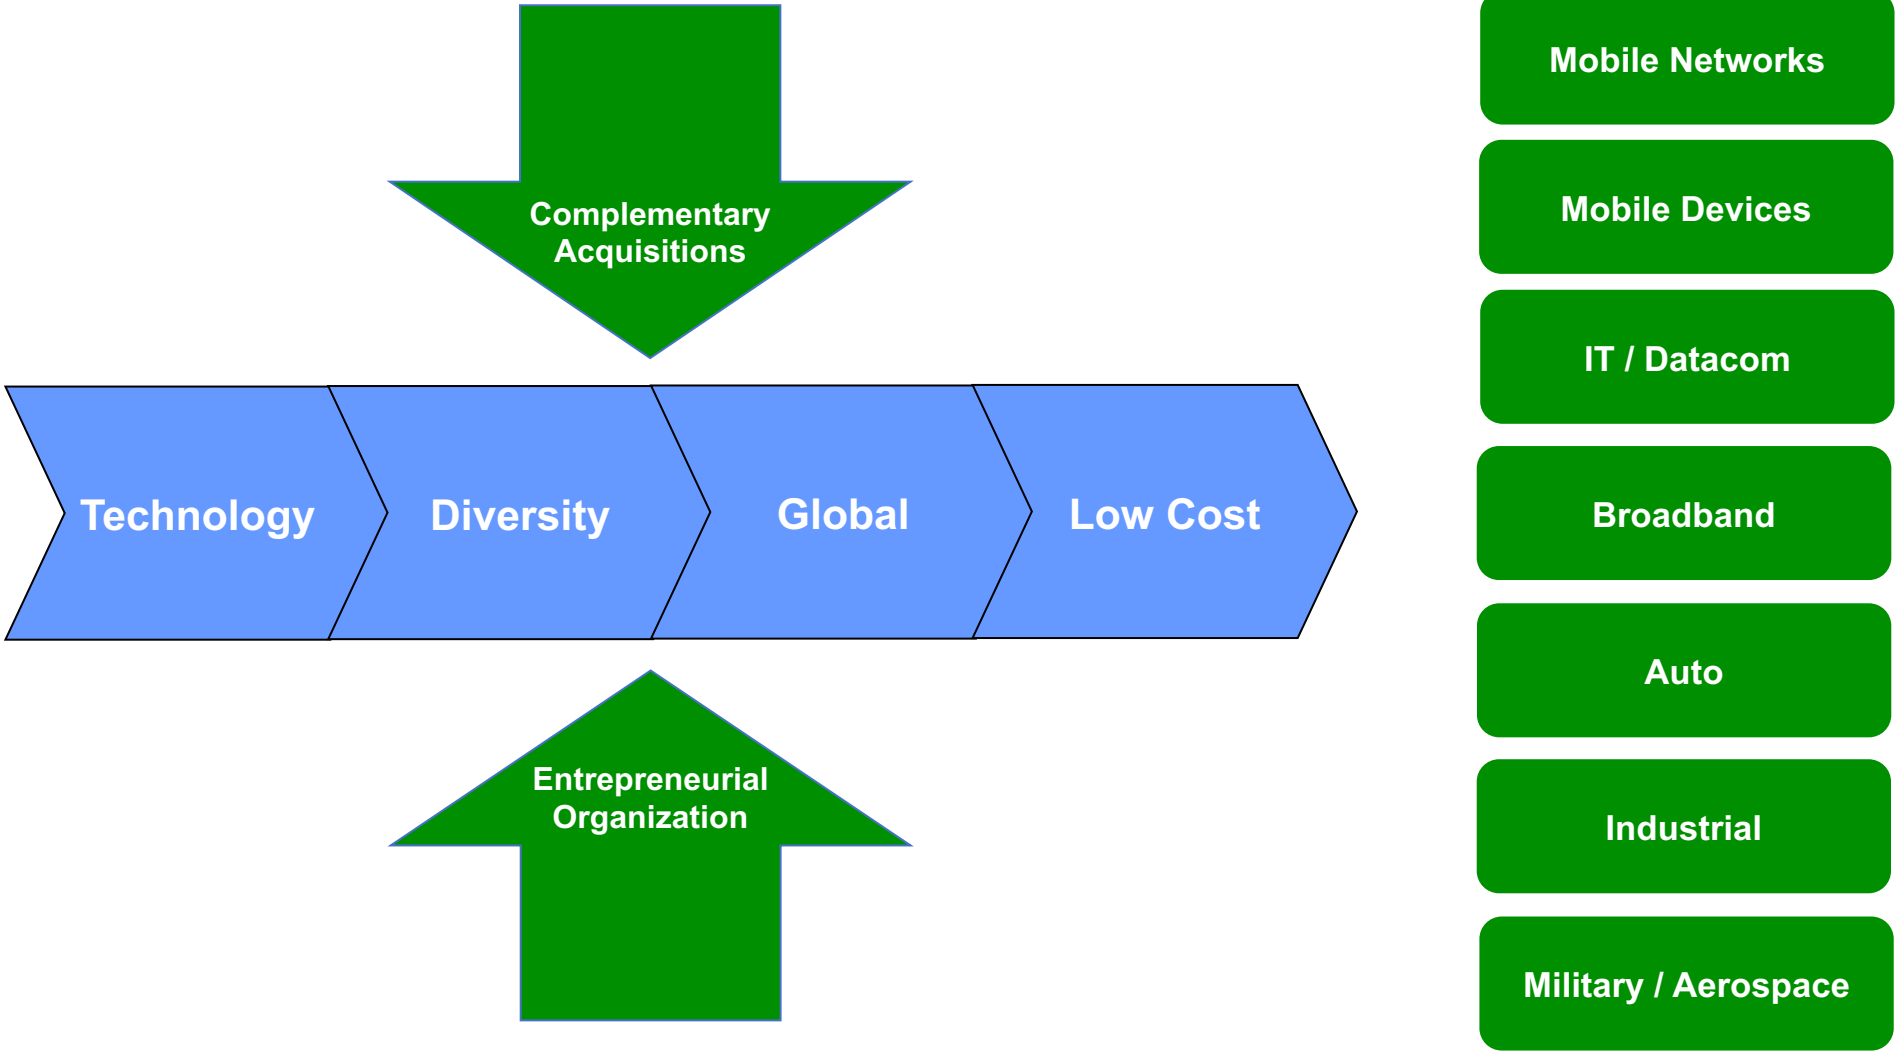 Complementary
Acquisitions
Technology
Diversity
Global
Low Cost
Entrepreneurial
Organization
Mobile Networks
Mobile Devices
IT / Datacom
Broadband
Auto
Industrial
Military / Aerospace